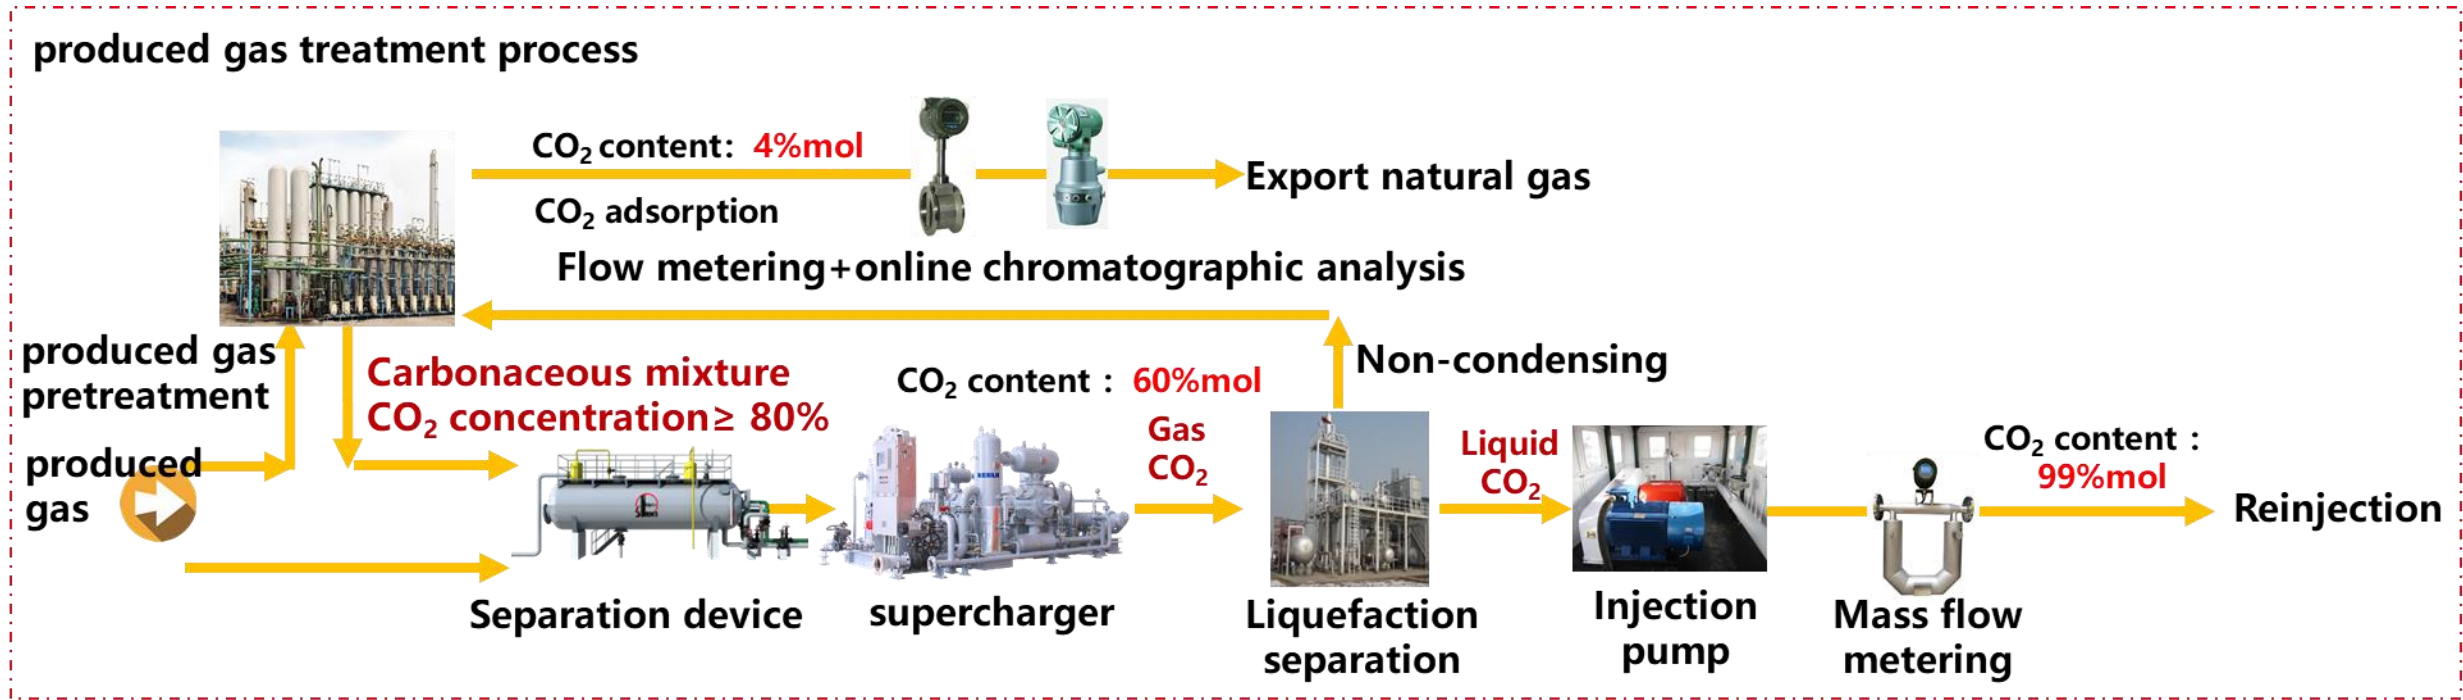 produced gas treatment process
CO₂ content: 4%mol
CO₂ adsorption
Export natural gas
Flow metering+online chromatographic analysis
produced gas
pretreatment
Carbonaceous mixture
CO₂ concentration≥ 80%
CO₂ content : 60%mol
Non-condensing
Gas
CO₂
Liquid
CO₂
CO₂ content :
99%mol
produced
gas
Reinjection
Separation device
supercharger
Liquefaction
separation
Injection
pump
Mass flow
metering